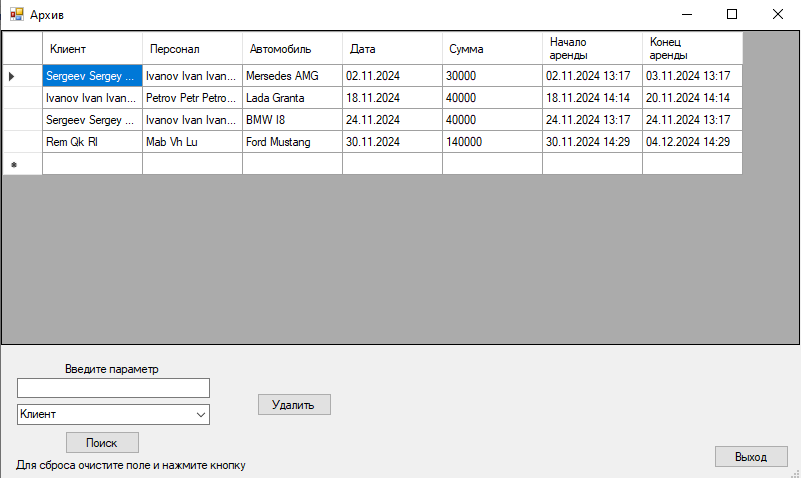 Архив
Клиент Персонал Автомобиль Дата Сумма Начало аренды Конец аренды
Sergeev Sergey ... Ivanov Ivan Ivan... Mersedes AMG 02.11.2024 30000 02.11.2024 13:17 03.11.2024 13:17
Ivanov Ivan Ivan... Petrov Petr Petro... Lada Granta 18.11.2024 40000 18.11.2024 14:14 20.11.2024 14:14
Sergeev Sergey ... Ivanov Ivan Ivan... BMW I8 24.11.2024 40000 24.11.2024 13:17 24.11.2024 13:17
Rem Qk Rl Mab Vh Lu Ford Mustang 30.11.2024 140000 30.11.2024 14:29 04.12.2024 14:29
Введите параметр
Клиент
Удалить
Поиск
Выход
Для сброса очистите поле и нажмите кнопку